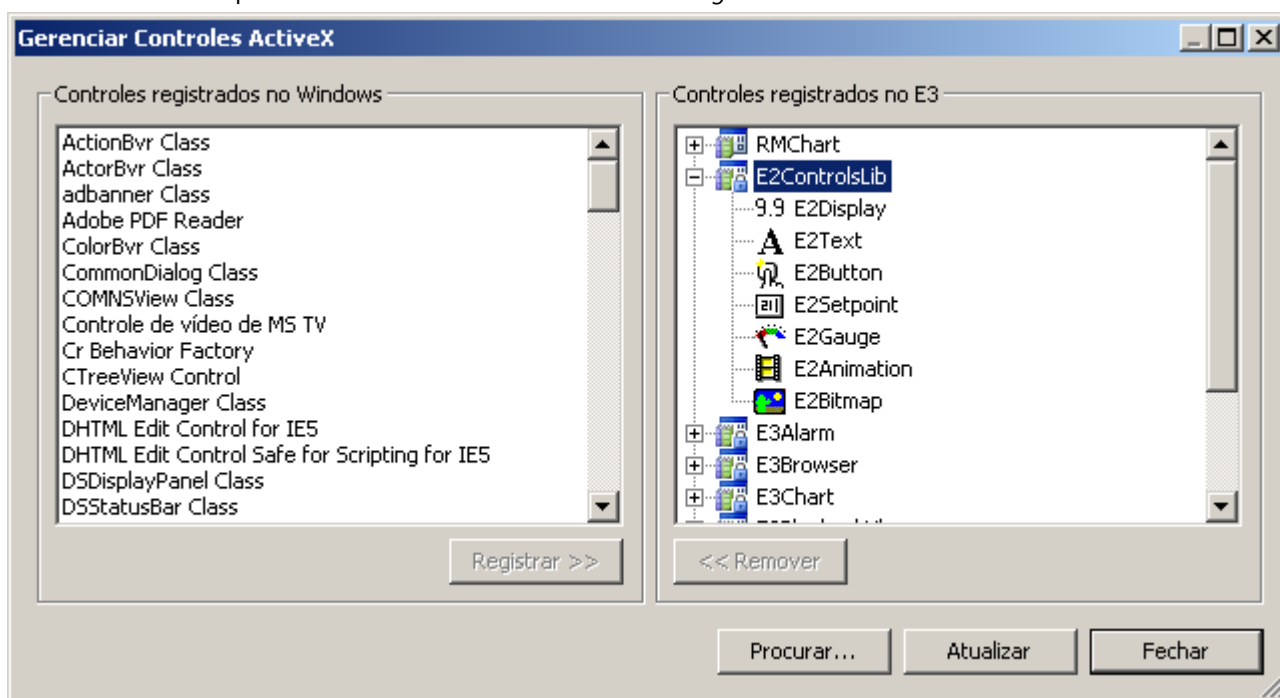 Gerenciar Controles ActiveX
Controles registrados no Windows
ActionBvr Class
ActorBvr Class
adbanner Class
Adobe PDF Reader
ColorBvr Class
CommonDialog Class
COMNSView Class
Controle de vídeo de MS TV
Cr Behavior Factory
CTreeView Control
DeviceManager Class
DHTML Edit Control for IE5
DHTML Edit Control Safe for Scripting for IE5
DSDisplayPanel Class
DSStatusBar Class
Registrar >>
Controles registrados no E3
RMChart
E2ControlsLib
9.9 E2Display
A E2Text
E2Button
E2Setpoint
E2Gauge
E2Animation
E2Bitmap
E3Alarm
E3Browser
E3Chart
<< Remover
Procurar...
Atualizar
Fechar